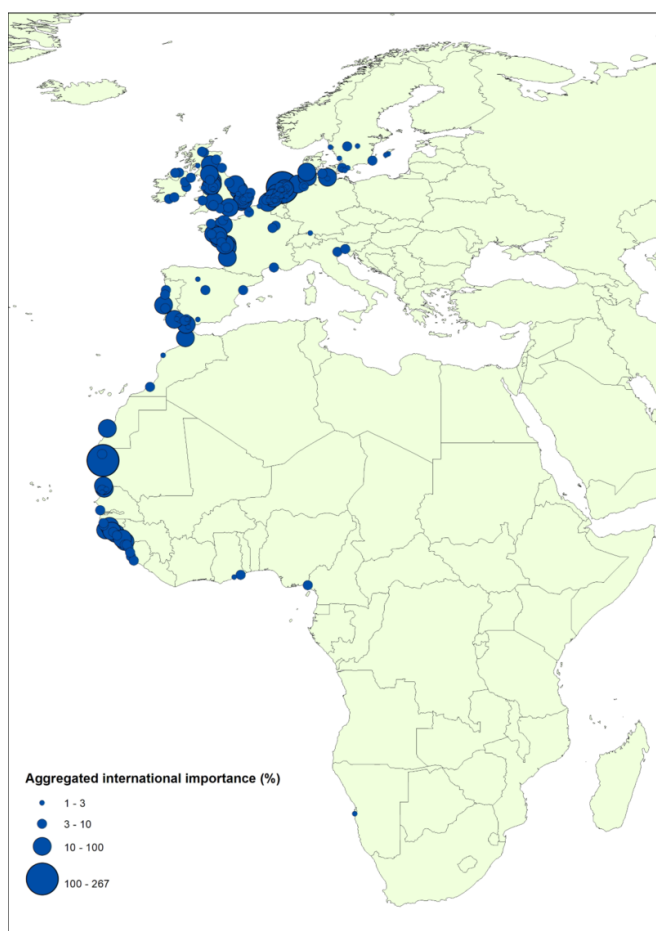 Aggregated international importance (%)
1 - 3
3 - 10
10 - 100
100 - 267